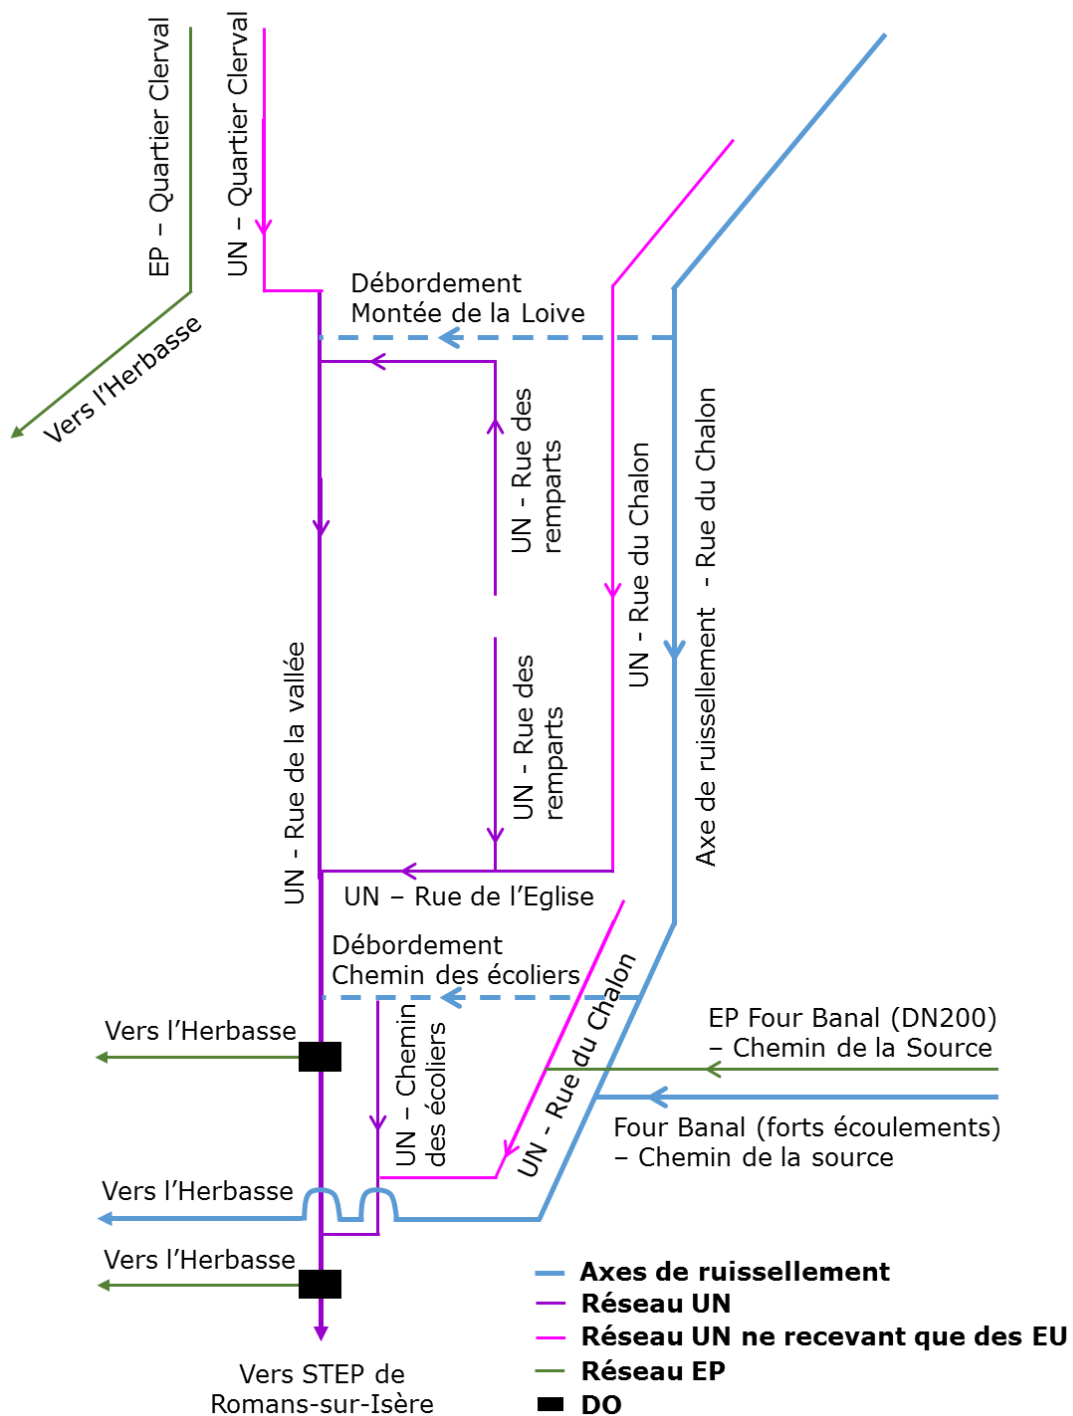 EP – Quartier Clerval
UN – Quartier Clerval
Vers l'Herbasse
Débordement
Montée de la Loive
UN - Rue des
remparts
UN - Rue du Chalon
Axe de ruissellement - Rue du Chalon
UN - Rue de la vallée
UN - Rue des
remparts
UN – Rue de l'Eglise
Débordement
Chemin des écoliers
UN - Rue du Chalon
UN – Chemin
des écoliers
Vers l'Herbasse
EP Four Banal (DN200)
– Chemin de la Source
Four Banal (forts écoulements)
– Chemin de la source
Vers l'Herbasse
Vers l'Herbasse
Vers STEP de
Romans-sur-Isère
Axes de ruissellement
Réseau UN
Réseau UN ne recevant que des EU
Réseau EP
DO